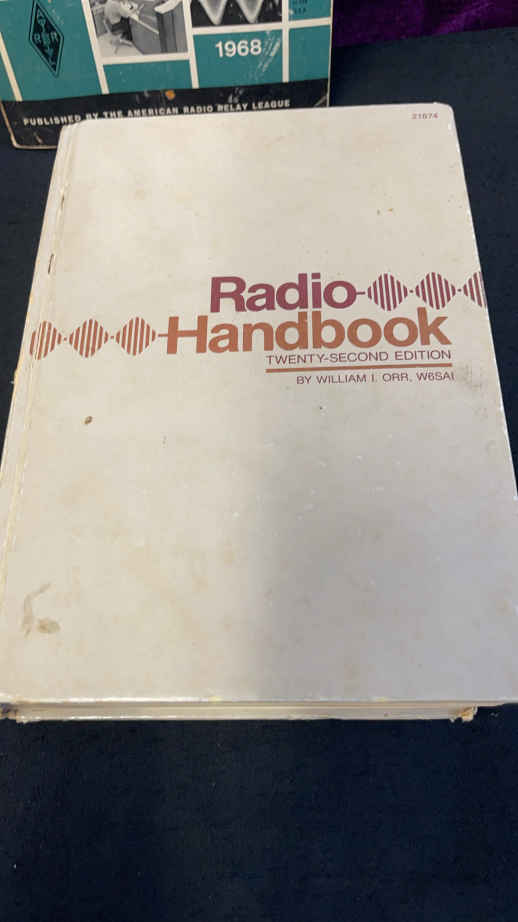 1968
PUBLISHED BY THE AMERICAN RADIO RELAY LEAGUE
21874
Radio
Handbook
TWENTY-SECOND EDITION
BY WILLIAM I. ORR, W6SAI